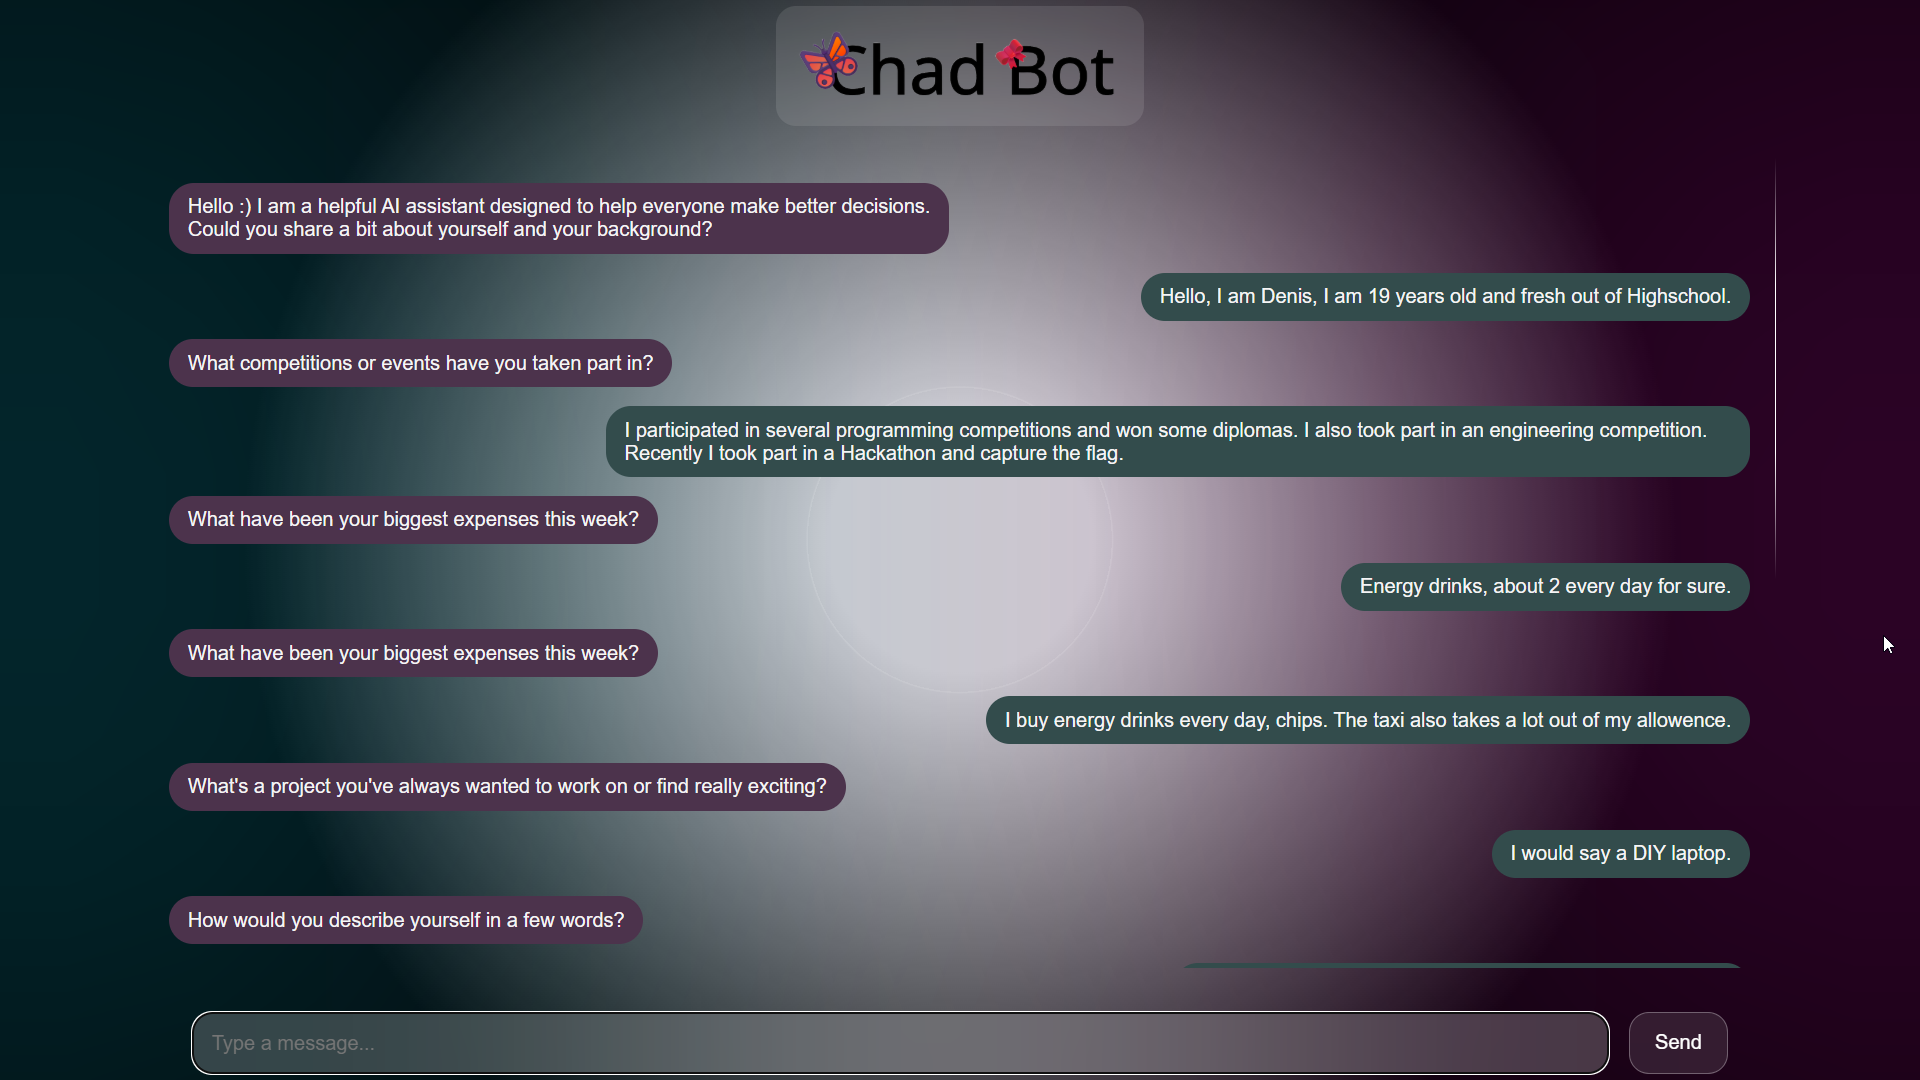 Chad Bot
Hello :) I am a helpful AI assistant designed to help everyone make better decisions.
Could you share a bit about yourself and your background?
Hello, I am Denis, I am 19 years old and fresh out of Highschool.
What competitions or events have you taken part in?
I participated in several programming competitions and won some diplomas. I also took part in an engineering competition.
Recently I took part in a Hackathon and capture the flag.
What have been your biggest expenses this week?
Energy drinks, about 2 every day for sure.
What have been your biggest expenses this week?
I buy energy drinks every day, chips. The taxi also takes a lot out of my allowence.
What's a project you've always wanted to work on or find really exciting?
I would say a DIY laptop.
How would you describe yourself in a few words?
Type a message...
Send